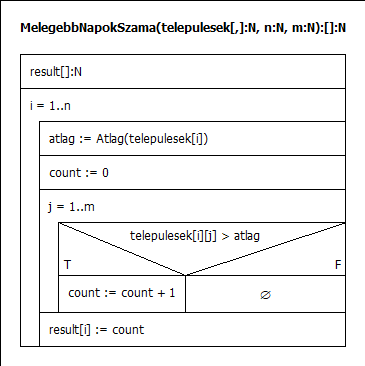 MelegebbNapokSzama(telepulesek[,]:N, n:N, m:N):[]:N
result[]:N
i = 1..n
atlag := Atlag(telepulesek[i])
count := 0
j = 1..m
telepulesek[i][j] > atlag
T F
count := count + 1 ∅
result[i] := count